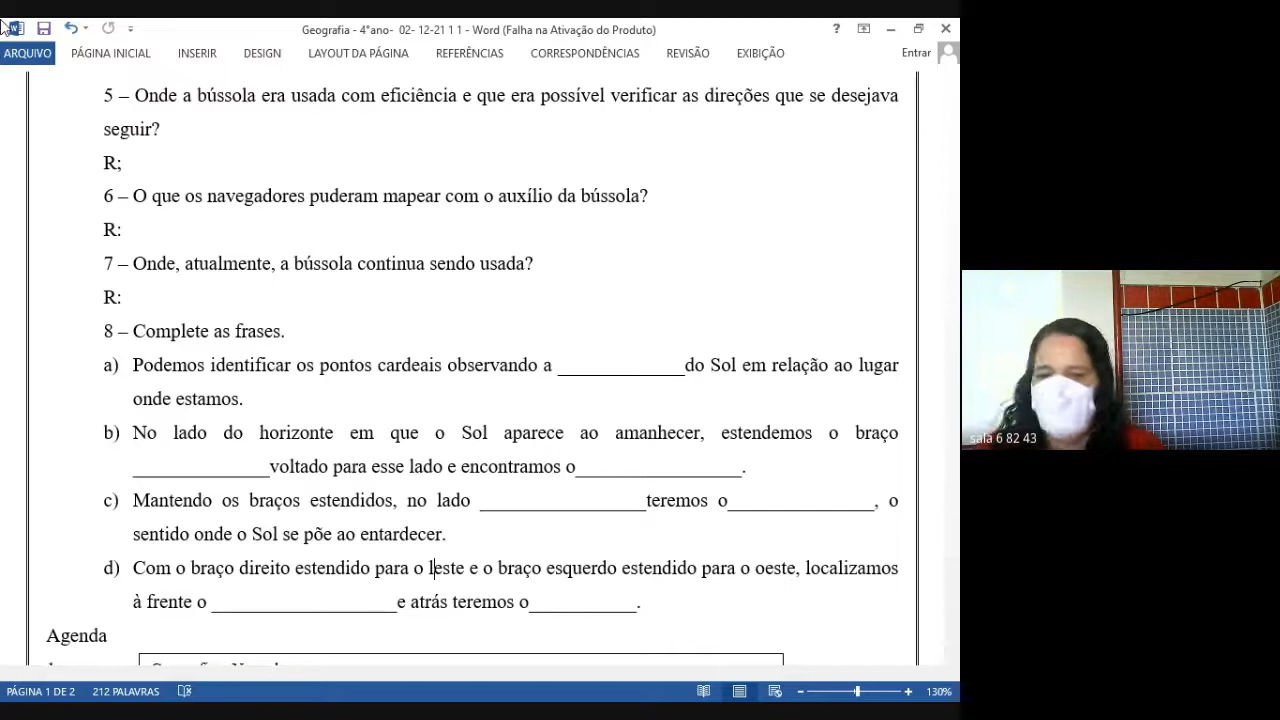 Geografia - 4°ano- 02- 12-21 1 1 - Word (Falha na Ativação do Produto)
ARQUIVO PÁGINA INICIAL INSERIR DESIGN LAYOUT DA PÁGINA REFERÊNCIAS CORRESPONDÊNCIAS REVISÃO EXIBIÇÃO Entrar
5 – Onde a bússola era usada com eficiência e que era possível verificar as direções que se desejava
seguir?
R;
6 – O que os navegadores puderam mapear com o auxílio da bússola?
R:
7 – Onde, atualmente, a bússola continua sendo usada?
R:
8 – Complete as frases.
a) Podemos identificar os pontos cardeais observando a _____________do Sol em relação ao lugar
onde estamos.
b) No lado do horizonte em que o Sol aparece ao amanhecer, estendemos o braço
______________voltado para esse lado e encontramos o_________________.
c) Mantendo os braços estendidos, no lado _________________teremos o_______________, o
sentido onde o Sol se põe ao entardecer.
d) Com o braço direito estendido para o leste e o braço esquerdo estendido para o oeste, localizamos
à frente o ___________________e atrás teremos o___________.
Agenda
PÁGINA 1 DE 2 212 PALAVRAS 130%
sala 6 82 43